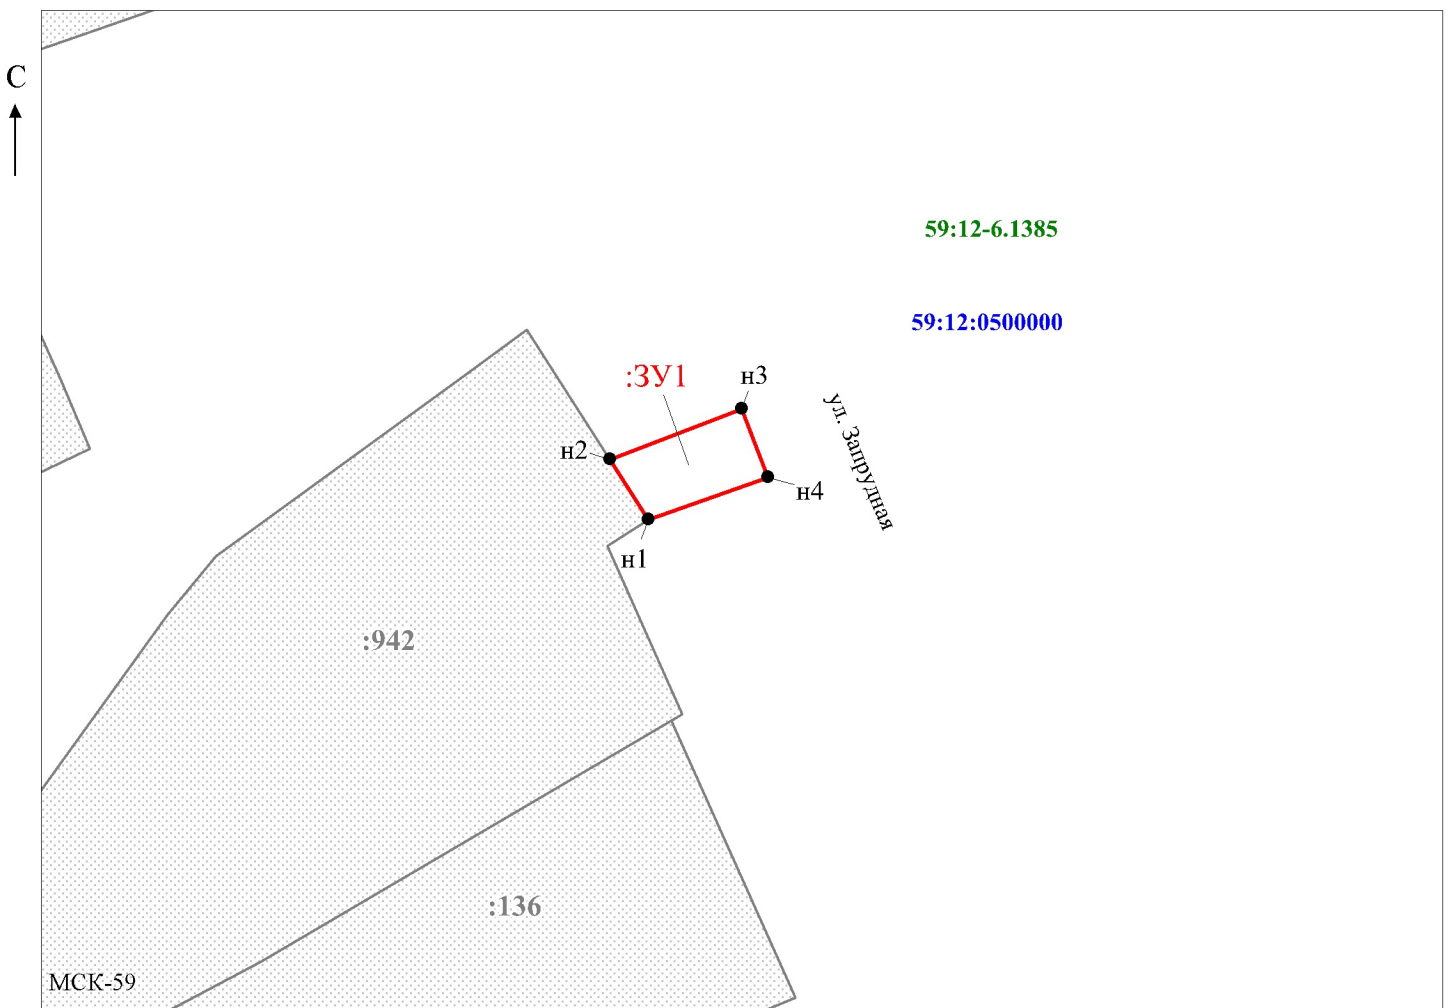 С
59:12-6.1385
59:12:0500000
:ЗУ1
н3
ул. Запрудная
н2
н4
н1
:942
:136
МСК-59